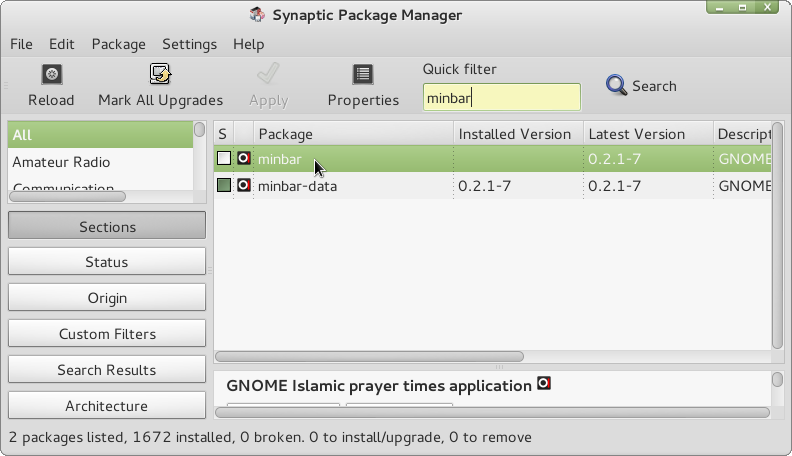 Synaptic Package Manager
File Edit Package Settings Help
Reload Mark All Upgrades Apply Properties
Quick filter
minbar
Search
All
Amateur Radio
Communication
Sections
Status
Origin
Custom Filters
Search Results
Architecture
S Package Installed Version Latest Version Descript
minbar 0.2.1-7 GNOME
minbar-data 0.2.1-7 0.2.1-7 GNOME
GNOME Islamic prayer times application
2 packages listed, 1672 installed, 0 broken. 0 to install/upgrade, 0 to remove